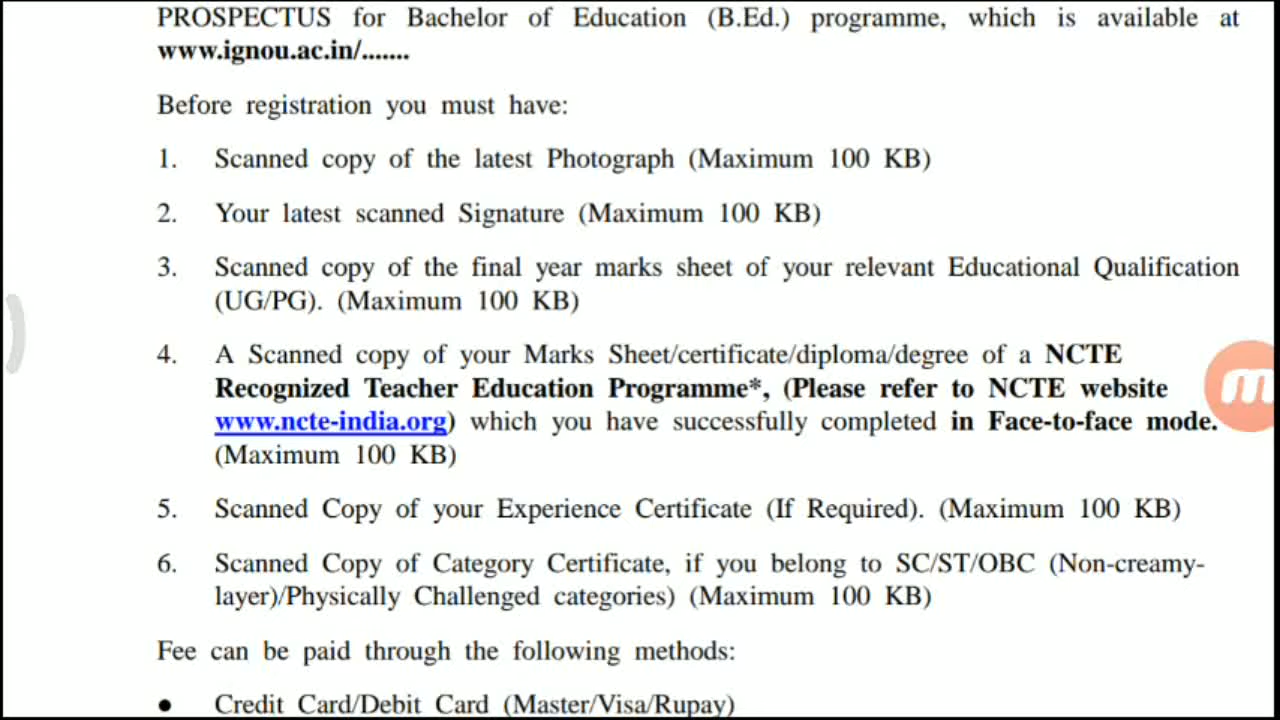 PROSPECTUS for Bachelor of Education (B.Ed.) programme, which is available at
www.ignou.ac.in/.......
Before registration you must have:
1. Scanned copy of the latest Photograph (Maximum 100 KB)
2. Your latest scanned Signature (Maximum 100 KB)
3. Scanned copy of the final year marks sheet of your relevant Educational Qualification
(UG/PG). (Maximum 100 KB)
4. A Scanned copy of your Marks Sheet/certificate/diploma/degree of a NCTE
Recognized Teacher Education Programme*, (Please refer to NCTE website
www.ncte-india.org) which you have successfully completed in Face-to-face mode.
(Maximum 100 KB)
5. Scanned Copy of your Experience Certificate (If Required). (Maximum 100 KB)
6. Scanned Copy of Category Certificate, if you belong to SC/ST/OBC (Non-creamy-
layer)/Physically Challenged categories) (Maximum 100 KB)
Fee can be paid through the following methods:
● Credit Card/Debit Card (Master/Visa/Rupay)
m